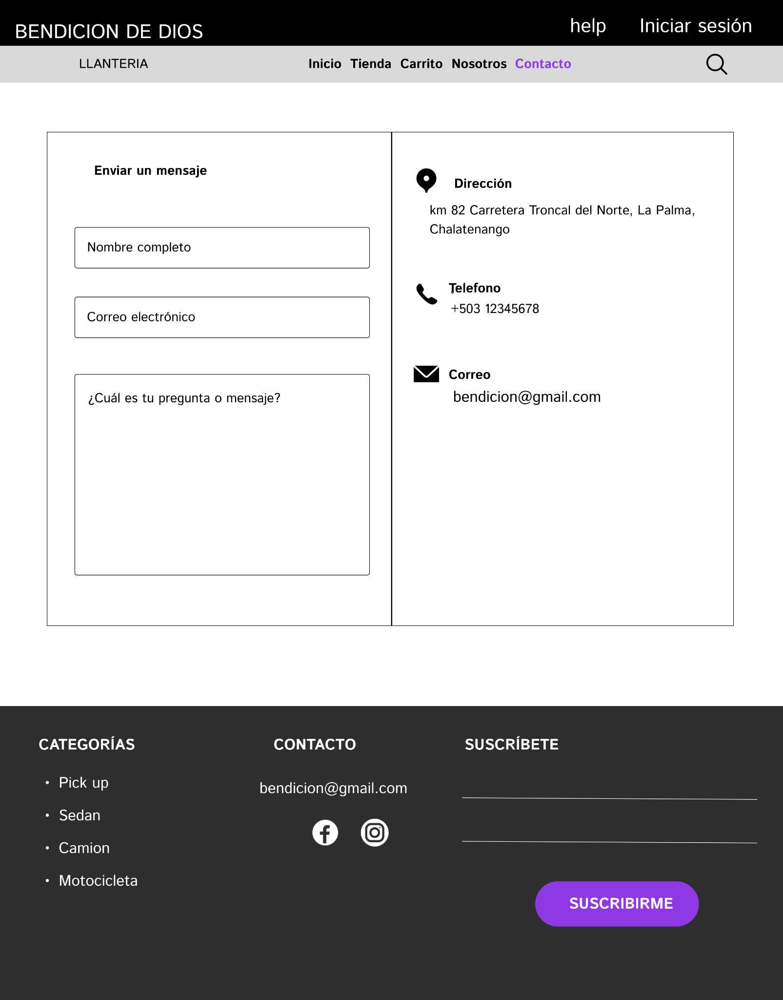 BENDICION DE DIOS
help
Iniciar sesión
LLANTERIA
Inicio Tienda Carrito Nosotros Contacto
Enviar un mensaje
Nombre completo
Correo electrónico
¿Cuál es tu pregunta o mensaje?
Dirección
km 82 Carretera Troncal del Norte, La Palma,
Chalatenango
Telefono
+503 12345678
Correo
bendicion@gmail.com
CATEGORÍAS
• Pick up
• Sedan
• Camion
• Motocicleta
CONTACTO
bendicion@gmail.com
SUSCRÍBETE
SUSCRIBIRME